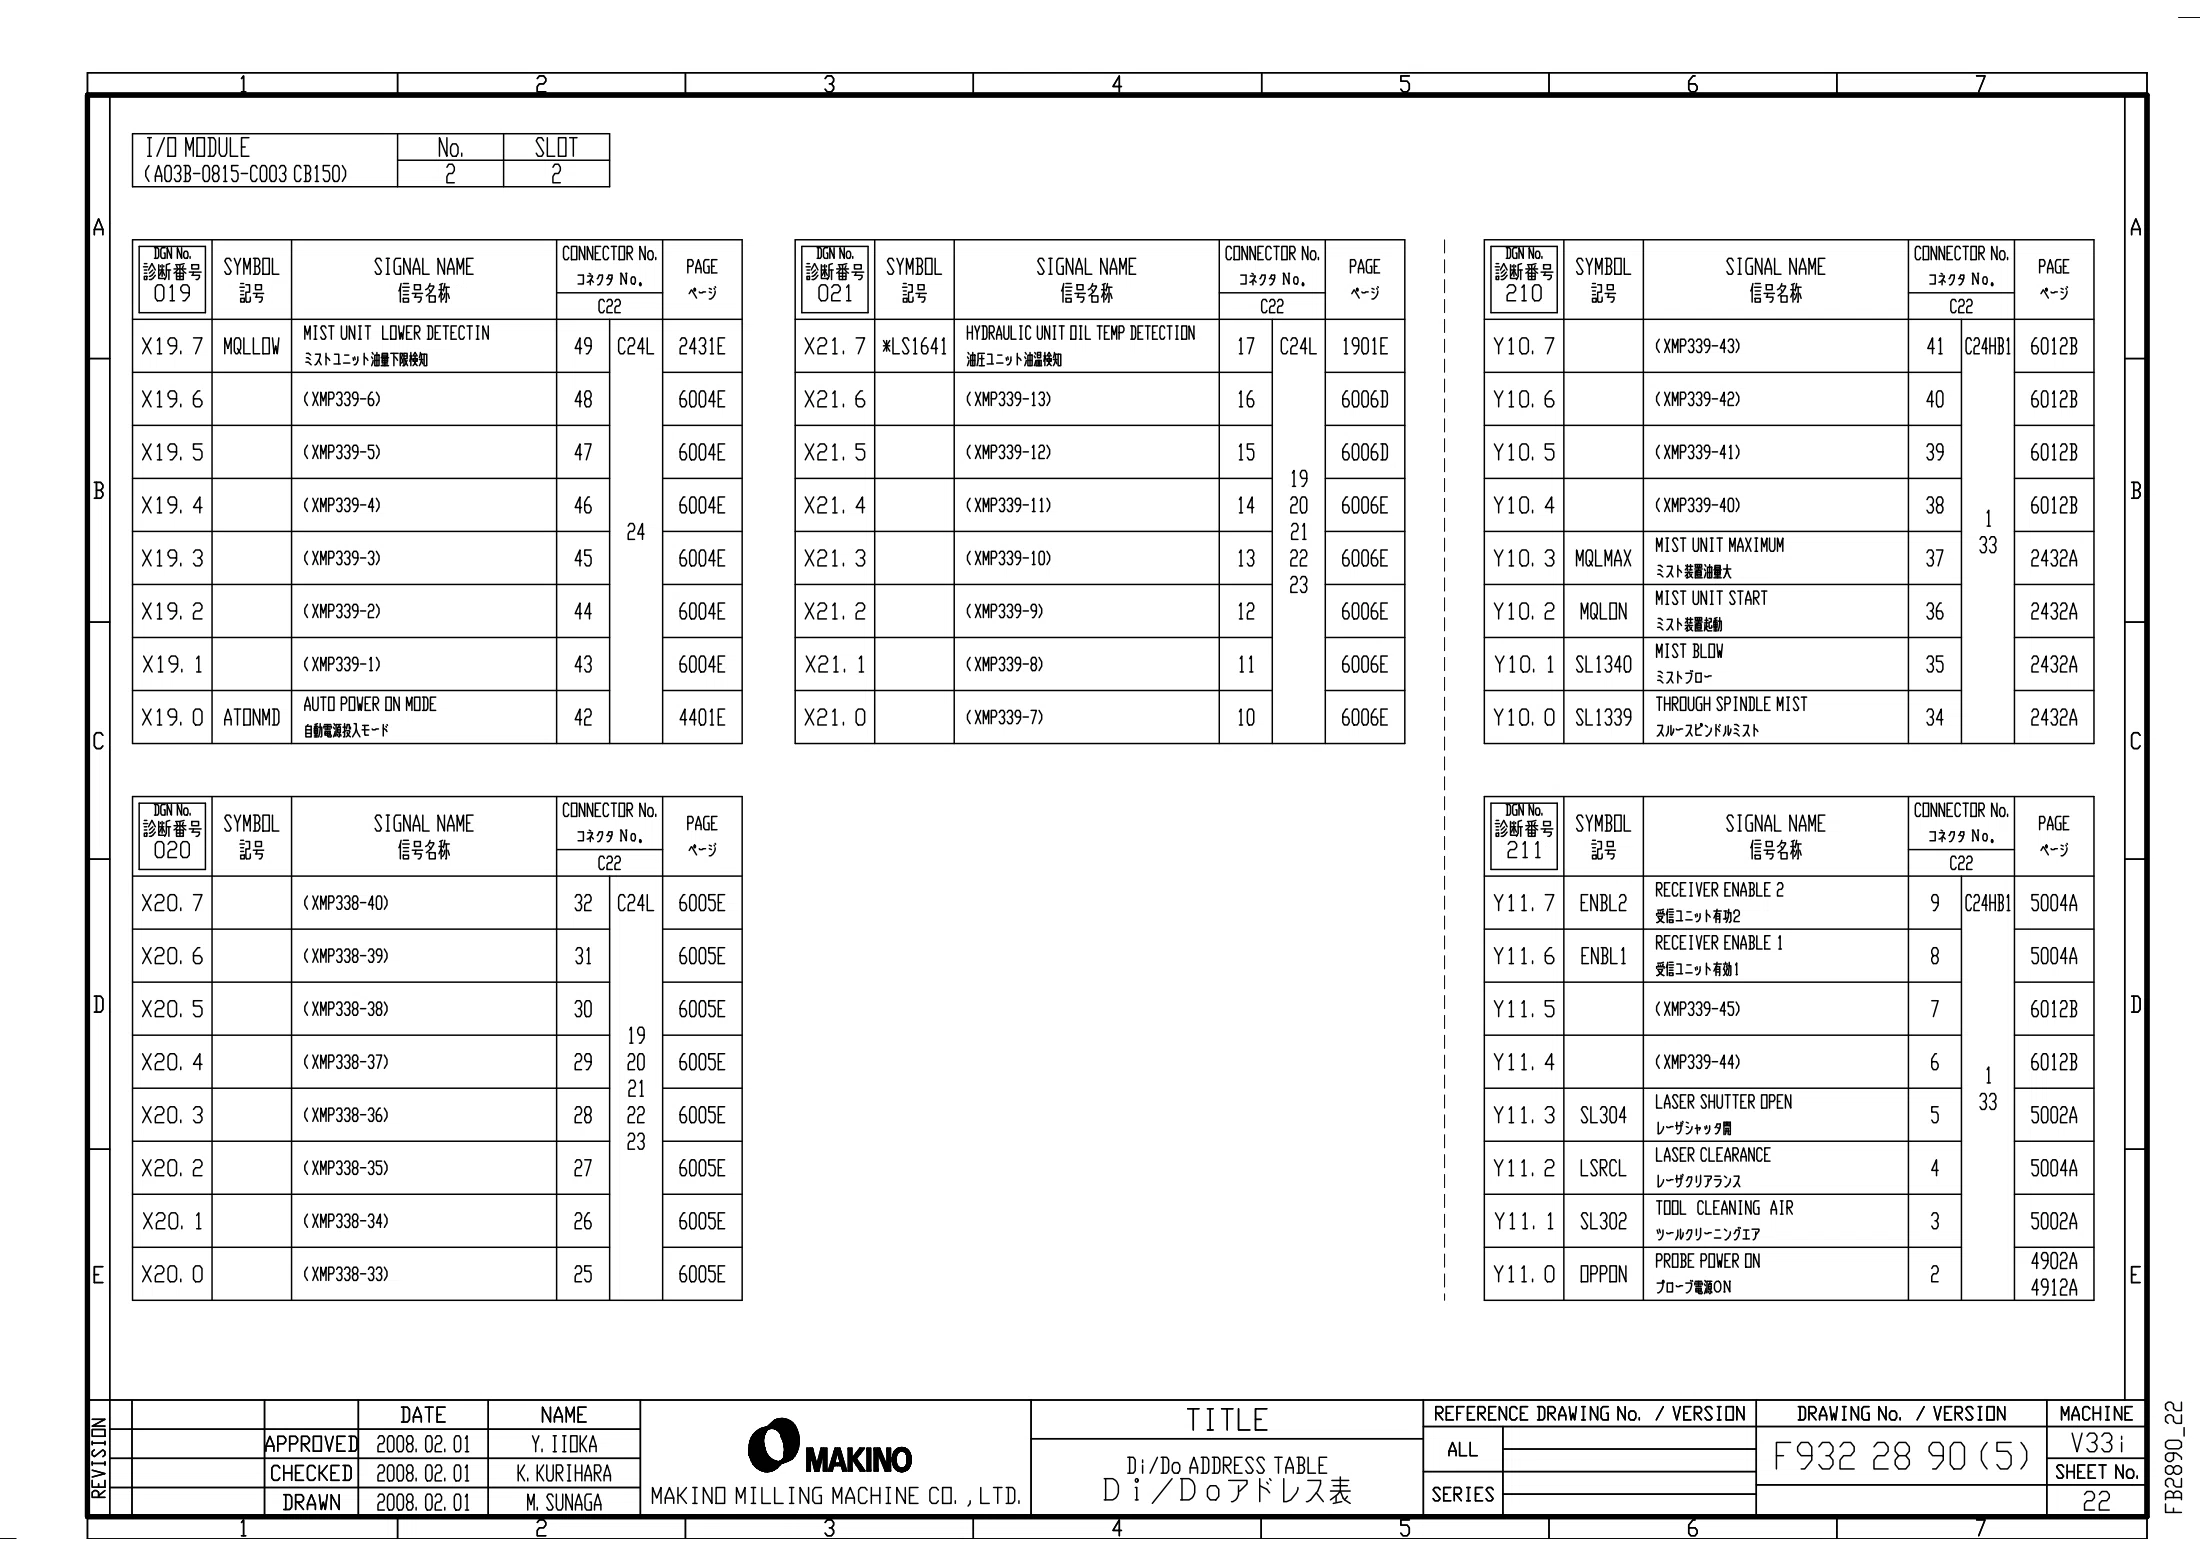 1 2 3 4 5 6 7
I/O MODULE No. SLOT
(A03B-0815-C003 CB150) 2 2
A A
B B
C C
D D
E E
DGN No. 診断番号 019 SYMBOL 記号 SIGNAL NAME 信号名称 CONNECTOR No. コネクタ No. C22 PAGE ページ
X19.7 MQLLOW MIST UNIT LOWER DETECTIN 49 C24L 2431E
ミストユニット油量下限検知
X19.6 (XMP339-6) 48 6004E
X19.5 (XMP339-5) 47 6004E
X19.4 (XMP339-4) 46 6004E
24
X19.3 (XMP339-3) 45 6004E
X19.2 (XMP339-2) 44 6004E
X19.1 (XMP339-1) 43 6004E
X19.0 ATONMD AUTO POWER ON MODE 42 4401E
自動電源投入モード
DGN No. 診断番号 021 SYMBOL 記号 SIGNAL NAME 信号名称 CONNECTOR No. コネクタ No. C22 PAGE ページ
X21.7 *LS1641 HYDRAULIC UNIT OIL TEMP DETECTION 17 C24L 1901E
油圧ユニット油温検知
X21.6 (XMP339-13) 16 6006D
X21.5 (XMP339-12) 15 6006D
19
X21.4 (XMP339-11) 14 20 6006E
21
X21.3 (XMP339-10) 13 22 6006E
23
X21.2 (XMP339-9) 12 6006E
X21.1 (XMP339-8) 11 6006E
X21.0 (XMP339-7) 10 6006E
DGN No. 診断番号 210 SYMBOL 記号 SIGNAL NAME 信号名称 CONNECTOR No. コネクタ No. C22 PAGE ページ
Y10.7 (XMP339-43) 41 C24HB1 6012B
Y10.6 (XMP339-42) 40 6012B
Y10.5 (XMP339-41) 39 6012B
Y10.4 (XMP339-40) 38 6012B
1
33
Y10.3 MQLMAX MIST UNIT MAXIMUM 37 2432A
ミスト装置油量大
Y10.2 MQLON MIST UNIT START 36 2432A
ミスト装置起動
Y10.1 SL1340 MIST BLOW 35 2432A
ミストブロー
Y10.0 SL1339 THROUGH SPINDLE MIST 34 2432A
スルースピンドルミスト
DGN No. 診断番号 020 SYMBOL 記号 SIGNAL NAME 信号名称 CONNECTOR No. コネクタ No. C22 PAGE ページ
X20.7 (XMP338-40) 32 C24L 6005E
X20.6 (XMP338-39) 31 6005E
X20.5 (XMP338-38) 30 6005E
19
X20.4 (XMP338-37) 29 20 6005E
21
X20.3 (XMP338-36) 28 22 6005E
23
X20.2 (XMP338-35) 27 6005E
X20.1 (XMP338-34) 26 6005E
X20.0 (XMP338-33) 25 6005E
DGN No. 診断番号 211 SYMBOL 記号 SIGNAL NAME 信号名称 CONNECTOR No. コネクタ No. C22 PAGE ページ
Y11.7 ENBL2 RECEIVER ENABLE 2 9 C24HB1 5004A
受信ユニット有功2
Y11.6 ENBL1 RECEIVER ENABLE 1 8 5004A
受信ユニット有効1
Y11.5 (XMP339-45) 7 6012B
Y11.4 (XMP339-44) 6 6012B
1
33
Y11.3 SL304 LASER SHUTTER OPEN 5 5002A
レーザシャッタ開
Y11.2 LSRCL LASER CLEARANCE 4 5004A
レーザクリアランス
Y11.1 SL302 TOOL CLEANING AIR 3 5002A
ツールクリーニングエア
Y11.0 OPPON PROBE POWER ON 2 4902A
プローブ電源ON 4912A
REVISION
DATE NAME
APPROVED 2008.02.01 Y. IIOKA
CHECKED 2008.02.01 K. KURIHARA
DRAWN 2008.02.01 M. SUNAGA
MAKINO
MAKINO MILLING MACHINE CO.,LTD.
TITLE
Di/Do ADDRESS TABLE
Di/Doアドレス表
REFERENCE DRAWING No. / VERSION
ALL
SERIES
DRAWING No. / VERSION
F932 28 90(5)
MACHINE
V33i
SHEET No.
22
FB2890_22
1 2 3 4 5 6 7